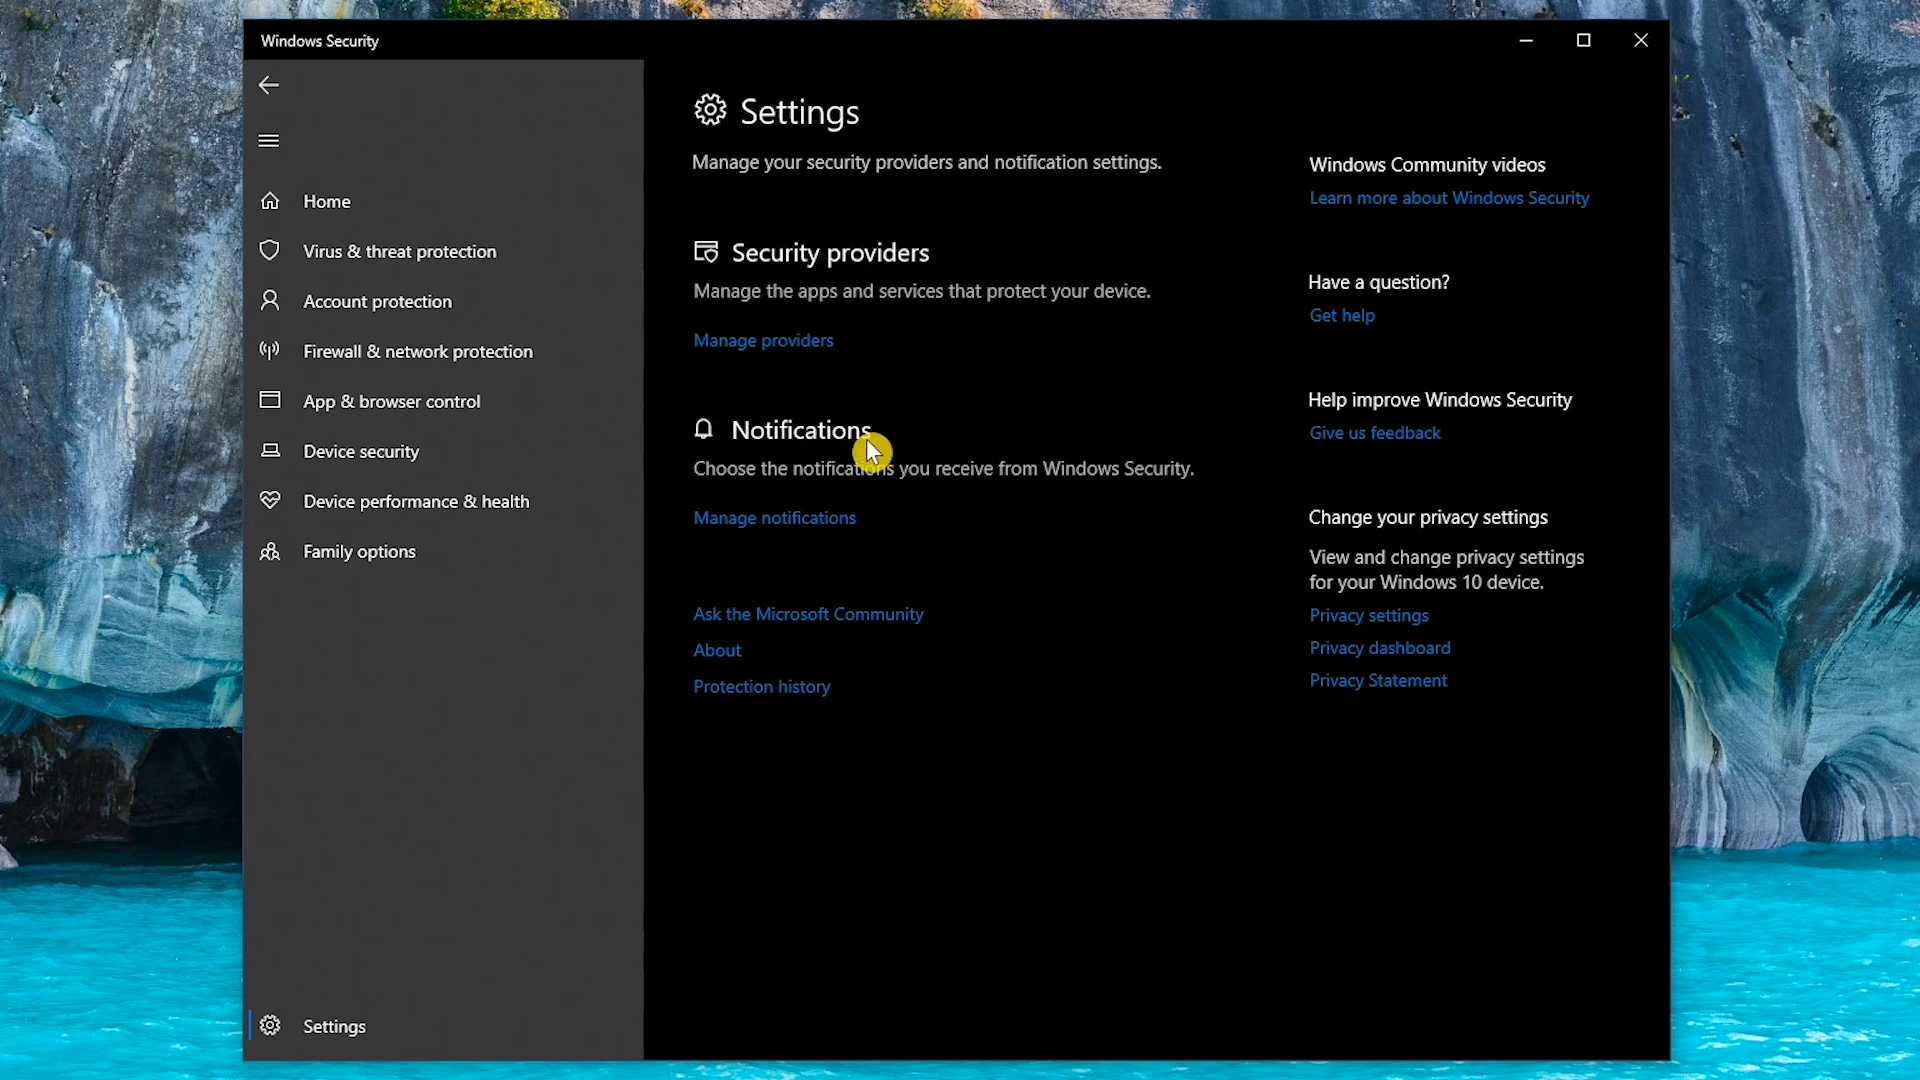 Windows Security
Home
Virus & threat protection
Account protection
Firewall & network protection
App & browser control
Device security
Device performance & health
Family options
Settings
Settings
Manage your security providers and notification settings.
Security providers
Manage the apps and services that protect your device.
Manage providers
Notifications
Choose the notifications you receive from Windows Security.
Manage notifications
Ask the Microsoft Community
About
Protection history
Windows Community videos
Learn more about Windows Security
Have a question?
Get help
Help improve Windows Security
Give us feedback
Change your privacy settings
View and change privacy settings
for your Windows 10 device.
Privacy settings
Privacy dashboard
Privacy Statement